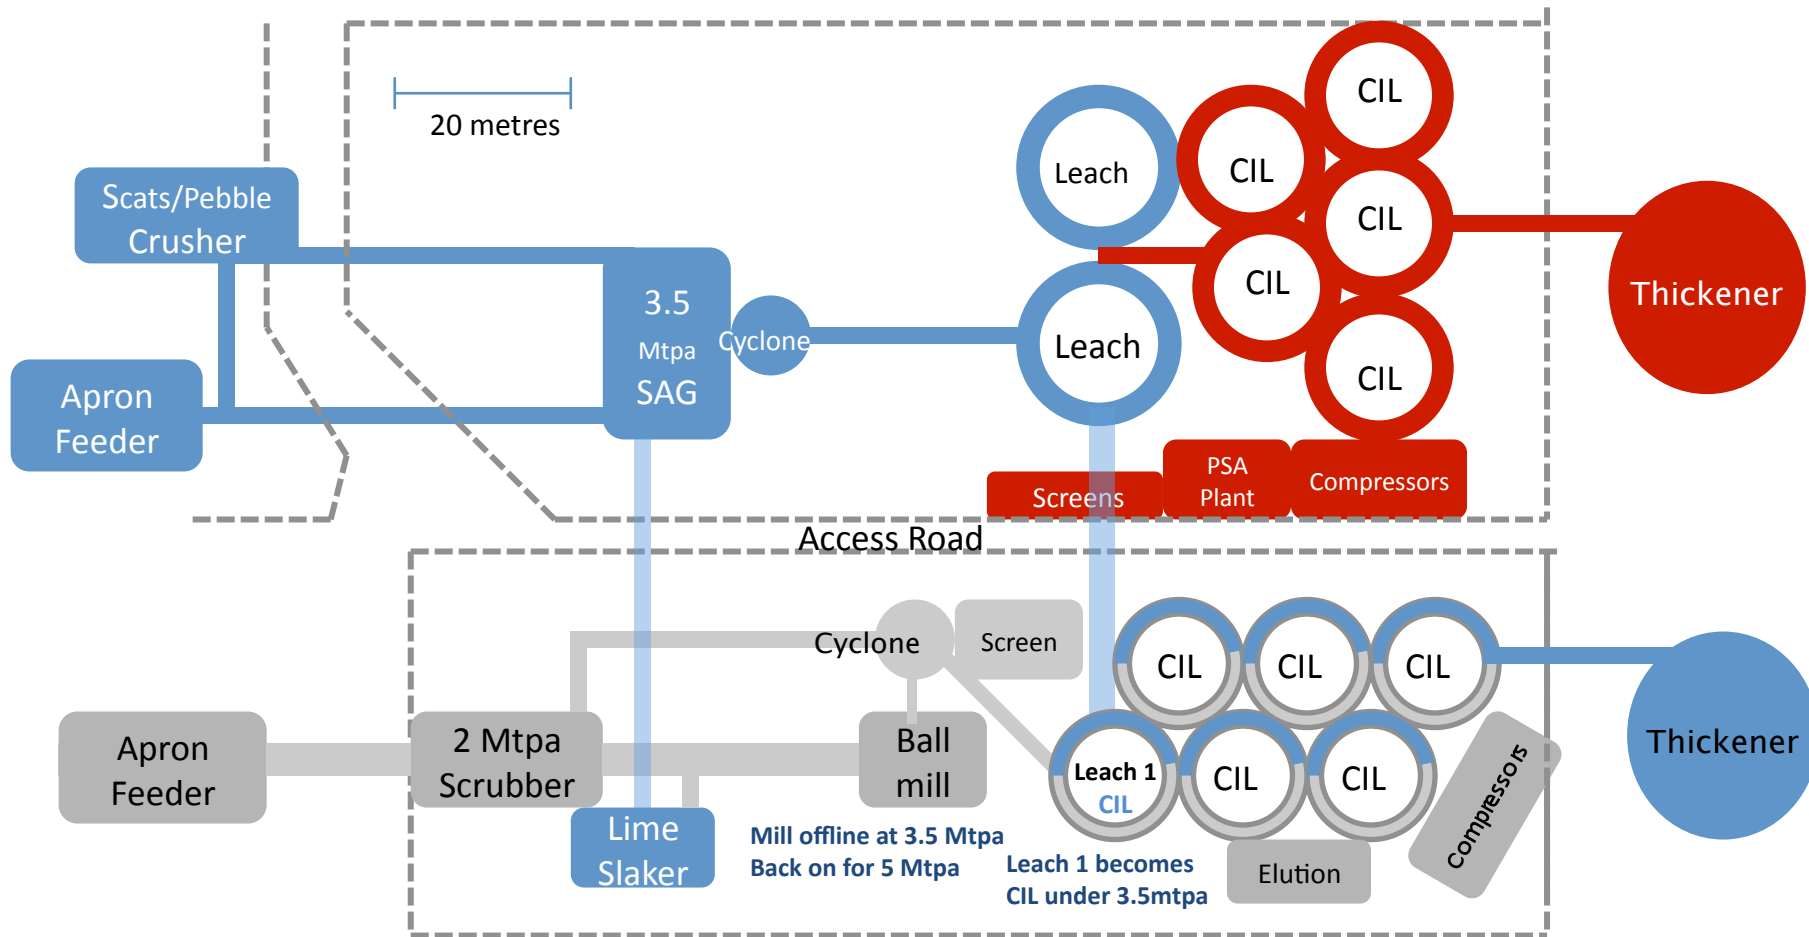 20 metres
Scats/Pebble
Crusher
Apron
Feeder
3.5
Mtpa
SAG
Cyclone
Leach
Leach
CIL
CIL
CIL
CIL
CIL
Thickener
Screens
PSA
Plant
Compressors
Access Road
Apron
Feeder
2 Mtpa
Scrubber
Cyclone
Screen
Ball
mill
Lime
Slaker
Mill offline at 3.5 Mtpa
Back on for 5 Mtpa
CIL
CIL
CIL
Leach 1
CIL
CIL
CIL
Leach 1 becomes
CIL under 3.5mtpa
Elution
Compressors
Thickener